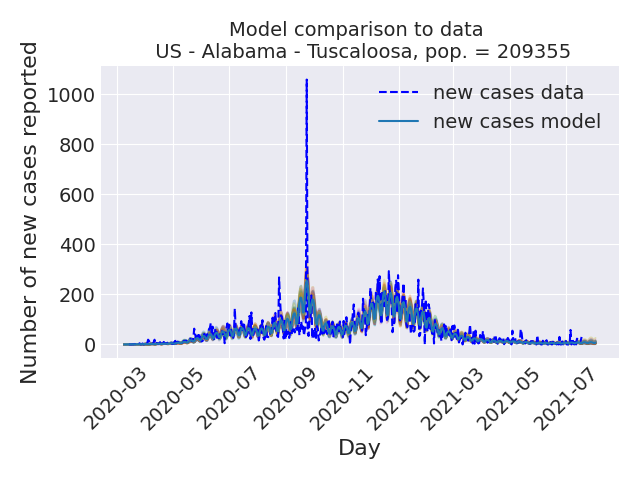 Model comparison to data
US - Alabama - Tuscaloosa, pop. = 209355
Number of new cases reported
1000
800
600
400
200
0
new cases data
new cases model
2020-03
2020-05
2020-07
2020-09
2020-11
2021-01
2021-03
2021-05
2021-07
Day